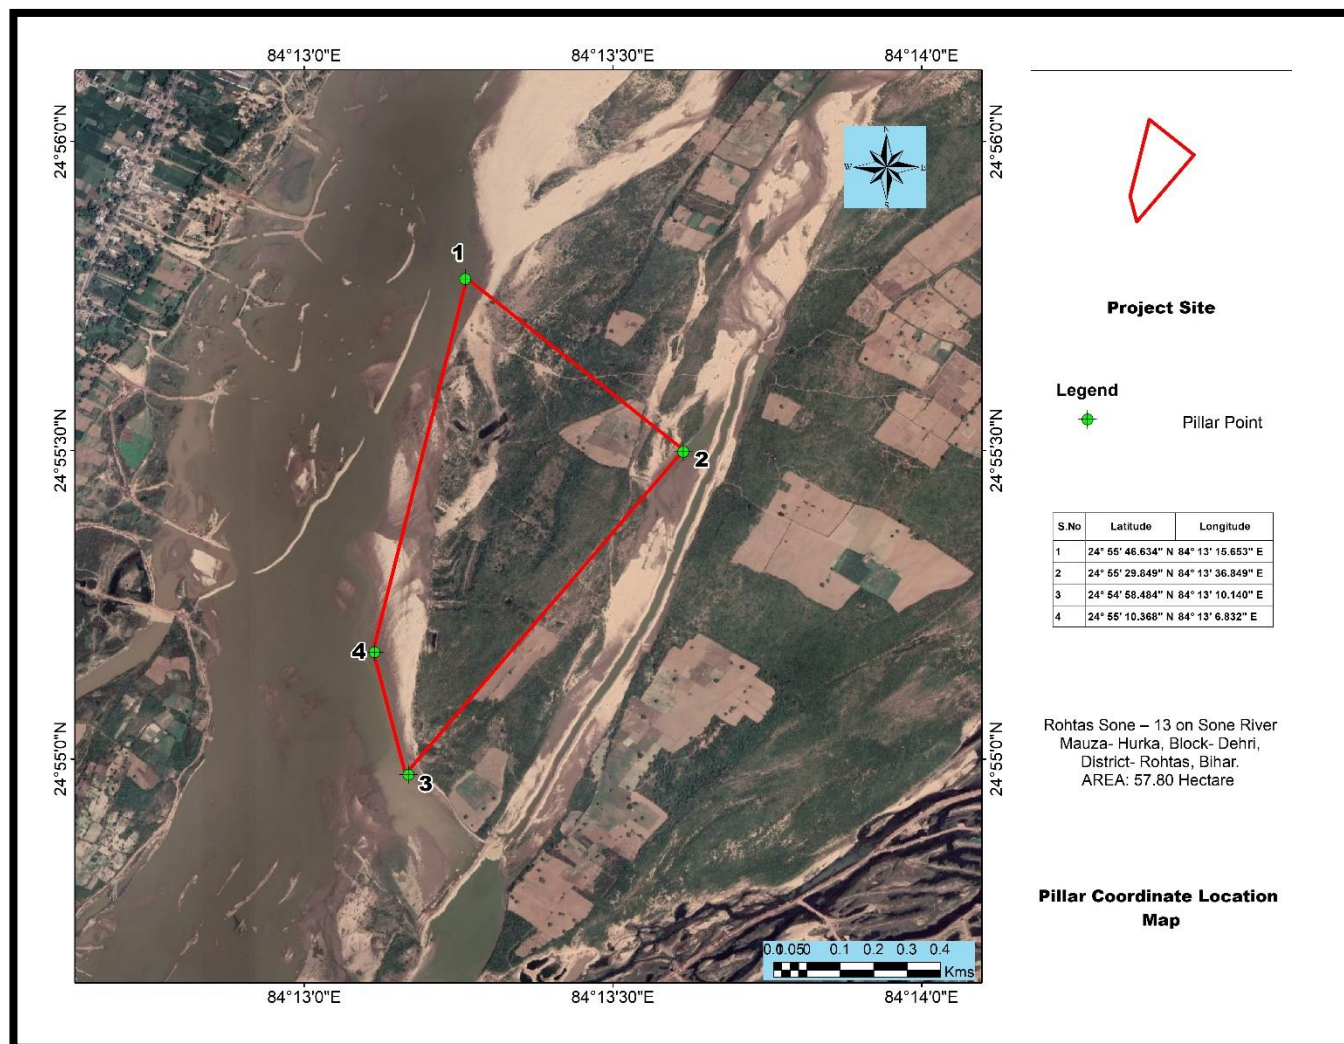 84°13'0"E
84°13'30"E
84°14'0"E
24°56'0"N
24°56'0"N
N
W
E
S
1
Project Site
Legend
Pillar Point
24°55'30"N
24°55'30"N
2
S.No Latitude Longitude
1 24° 55' 46.634" N 84° 13' 15.653" E
2 24° 55' 29.849" N 84° 13' 36.849" E
3 24° 54' 58.484" N 84° 13' 10.140" E
4 24° 55' 10.368" N 84° 13' 6.832" E
4
24°55'0"N
24°55'0"N
3
Rohtas Sone – 13 on Sone River
Mauza- Hurka, Block- Dehri,
District- Rohtas, Bihar.
AREA: 57.80 Hectare
Pillar Coordinate Location
Map
0.1 0.2 0.3 0.4
Kms
84°13'0"E
84°13'30"E
84°14'0"E